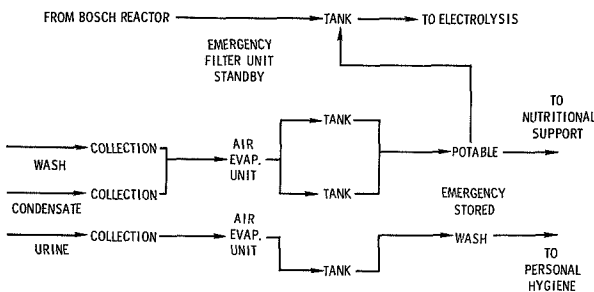 FROM BOSCH REACTOR
TANK
TO ELECTROLYSIS
EMERGENCY
FILTER UNIT
STANDBY
TO
NUTRITIONAL
SUPPORT
WASH
COLLECTION
AIR
EVAP.
UNIT
TANK
TANK
POTABLE
CONDENSATE
COLLECTION
EMERGENCY
STORED
URINE
COLLECTION
AIR
EVAP.
UNIT
TANK
WASH
TO
PERSONAL
HYGIENE